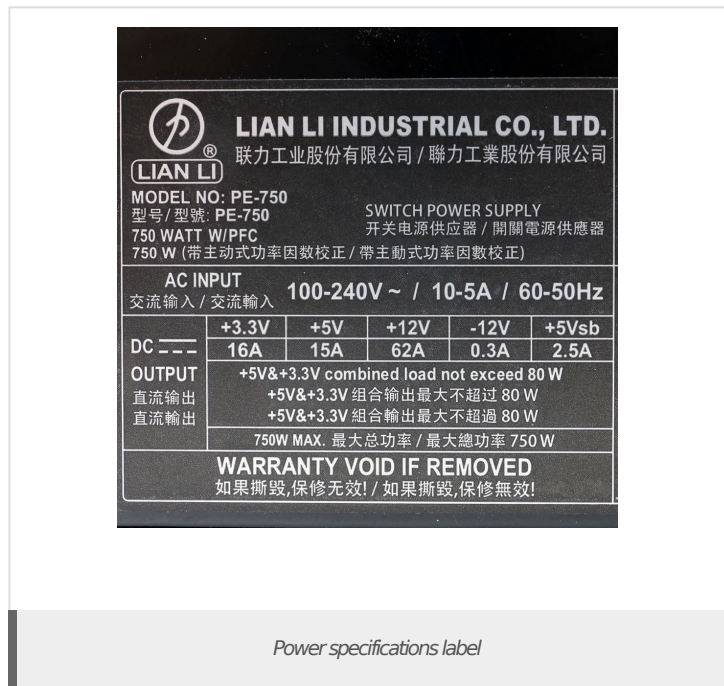 LIAN LI INDUSTRIAL CO., LTD.
联力工业股份有限公司 / 聯力工業股份有限公司
®
LIAN LI
MODEL NO: PE-750
型号/型號: PE-750
750 WATT W/PFC
SWITCH POWER SUPPLY
开关电源供应器 / 開關電源供應器
750 W (带主动式功率因数校正 / 帶主動式功率因數校正)
AC INPUT
交流输入 / 交流輸入
100-240V ~ / 10-5A / 60-50Hz
DC OUTPUT
直流输出
直流輸出
+3.3V +5V +12V -12V +5Vsb
16A 15A 62A 0.3A 2.5A
+5V&+3.3V combined load not exceed 80 W
+5V&+3.3V 组合输出最大不超过 80 W
+5V&+3.3V 組合輸出最大不超過 80 W
750W MAX. 最大总功率 / 最大總功率 750 W
WARRANTY VOID IF REMOVED
如果撕毁,保修无效! / 如果撕毀,保修無效!
Power specifications label